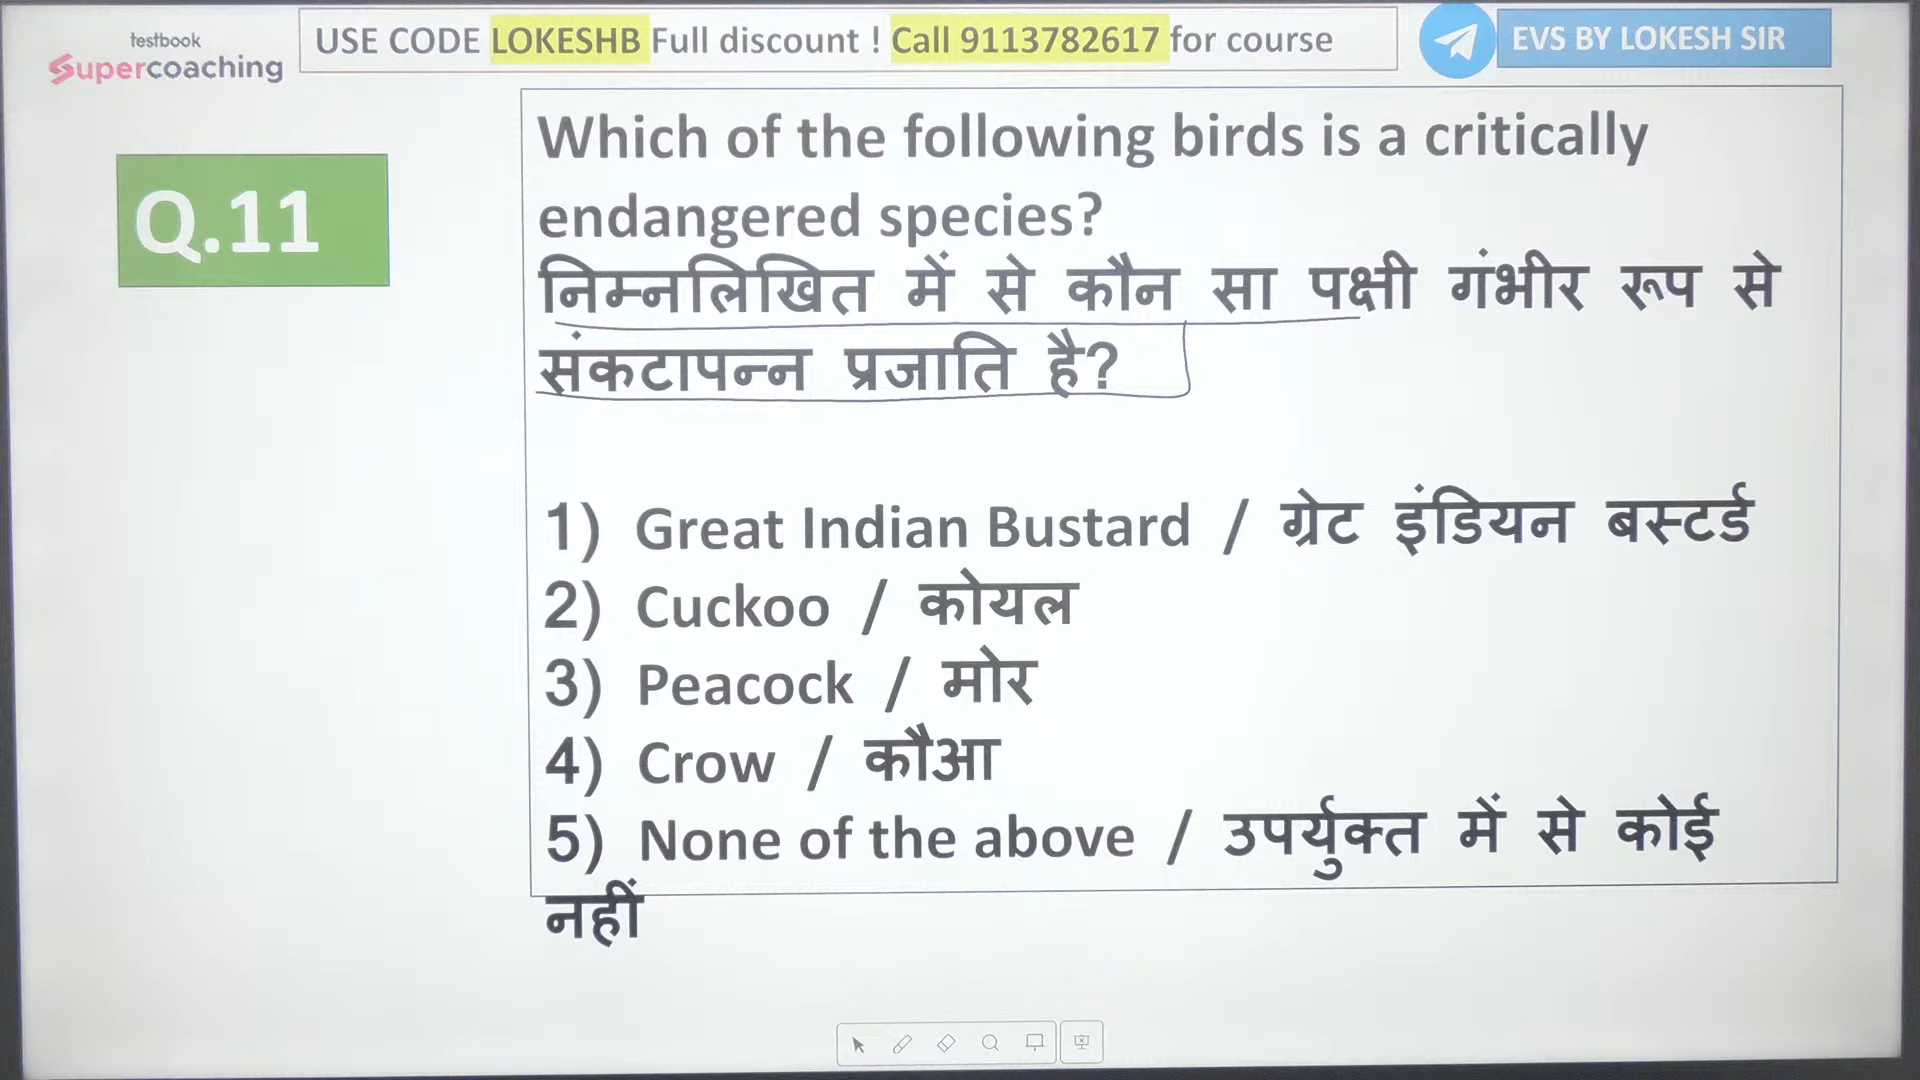 testbook
Supercoaching
USE CODE LOKESHB Full discount ! Call 9113782617 for course
EVS BY LOKESH SIR
Q.11
Which of the following birds is a critically
endangered species?
निम्नलिखित में से कौन सा पक्षी गंभीर रूप से
संकटापन्न प्रजाति है?
1) Great Indian Bustard / ग्रेट इंडियन बस्टर्ड
2) Cuckoo / कोयल
3) Peacock / मोर
4) Crow / कौआ
5) None of the above / उपर्युक्त में से कोई
नहीं